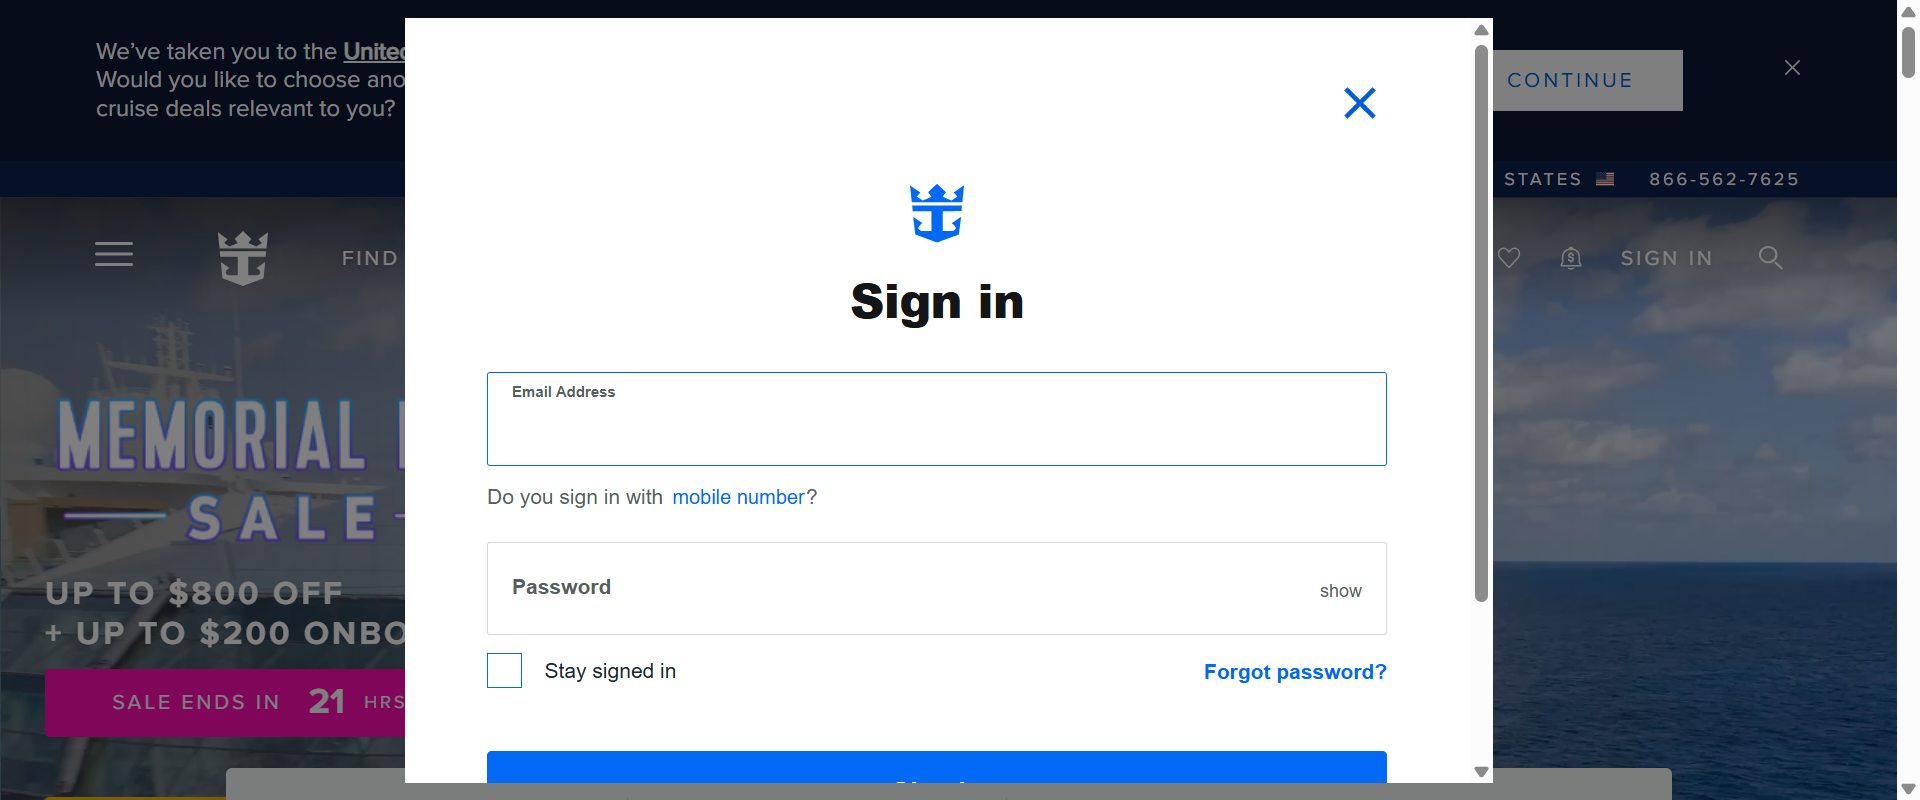 We've taken you to the United
Would you like to choose ano
cruise deals relevant to you?
CONTINUE
STATES
866-562-7625
FIND
SIGN IN
MEMORIAL
SALE
UP TO $800 OFF
+ UP TO $200 ONBO
SALE ENDS IN 21 HRS
Sign in
Email Address
Do you sign in with mobile number?
Password
show
Stay signed in
Forgot password?